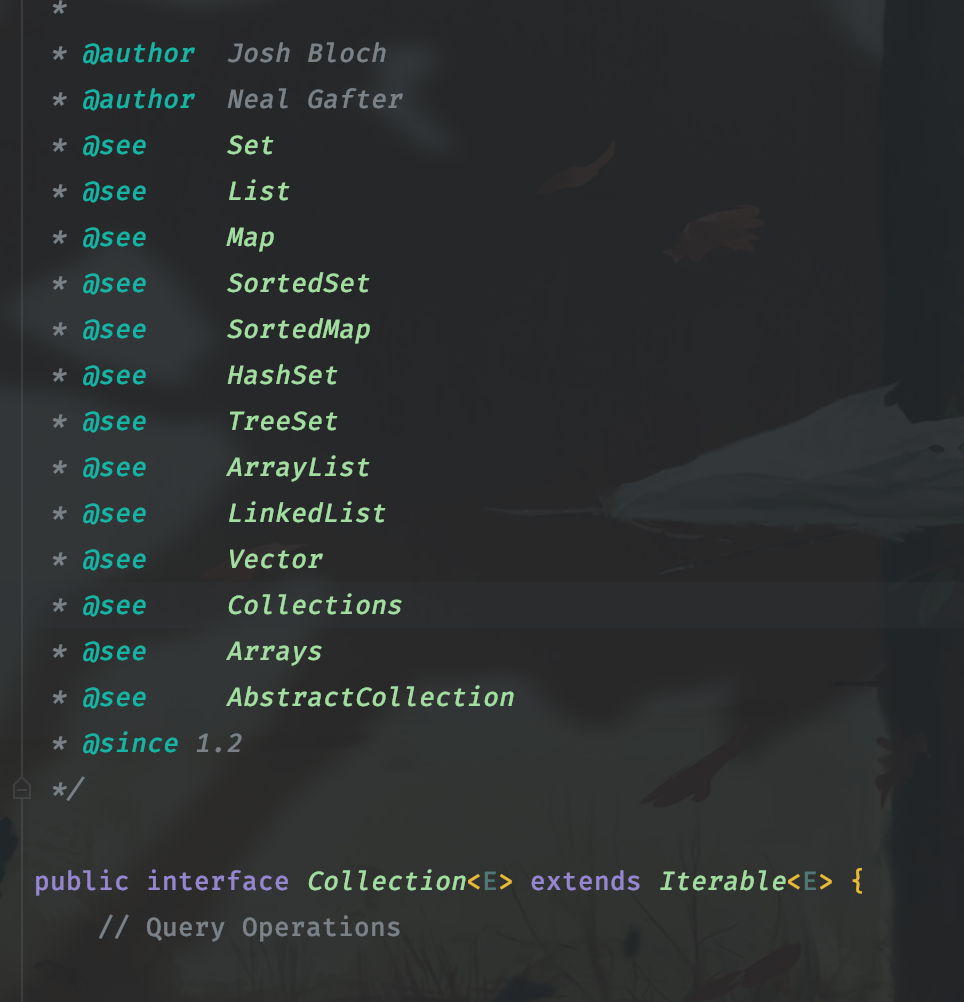 *
* @author  Josh Bloch
* @author  Neal Gafter
* @see     Set
* @see     List
* @see     Map
* @see     SortedSet
* @see     SortedMap
* @see     HashSet
* @see     TreeSet
* @see     ArrayList
* @see     LinkedList
* @see     Vector
* @see     Collections
* @see     Arrays
* @see     AbstractCollection
* @since 1.2
*/
public interface Collection<E> extends Iterable<E> {
// Query Operations